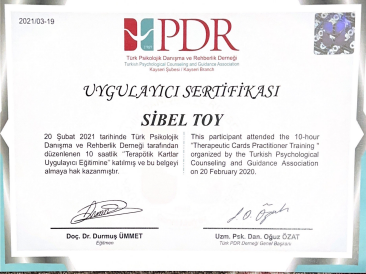 2021/03/19
PDR
Türk Psikolojik Danışma ve Rehberlik Derneği
Turkish Psychological Counseling and Guidance Association
Kayseri Şubesi / Kayseri Branch
UYGULAYICI SERTİFİKASI
SİBEL TOY
20 Şubat 2021 tarihinde Türk Psikolojik
Danışma ve Rehberlik Derneği tarafından
düzenlenen 10 saatlik "Terapötik Kartlar
Uygulayıcı Eğitimine" katılmış ve bu belgeyi
almaya hak kazanmıştır.
This participant attended the 10-hour
"Therapeutic Cards Practitioner Training "
organized by the Turkish Psychological
Counseling and Guidance Association
on 20 February 2020.
Doç. Dr. Durmuş ÜMMET
Eğitmen
Uzm. Psk. Dan. Oğuz ÖZAT
Türk PDR Derneği Genel Başkanı